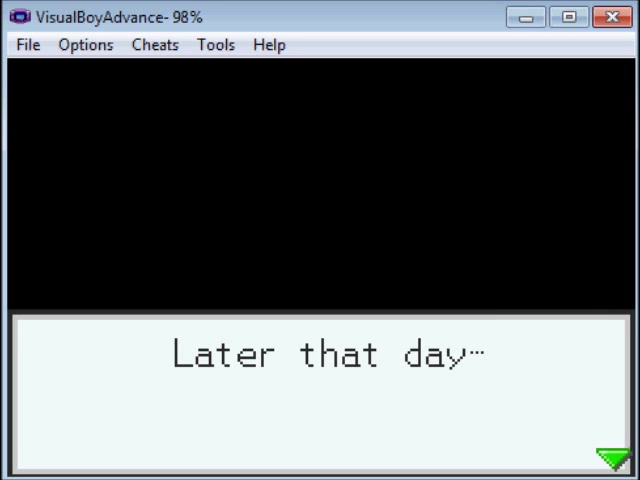 VisualBoyAdvance- 98%
File Options Cheats Tools Help
Later that day…